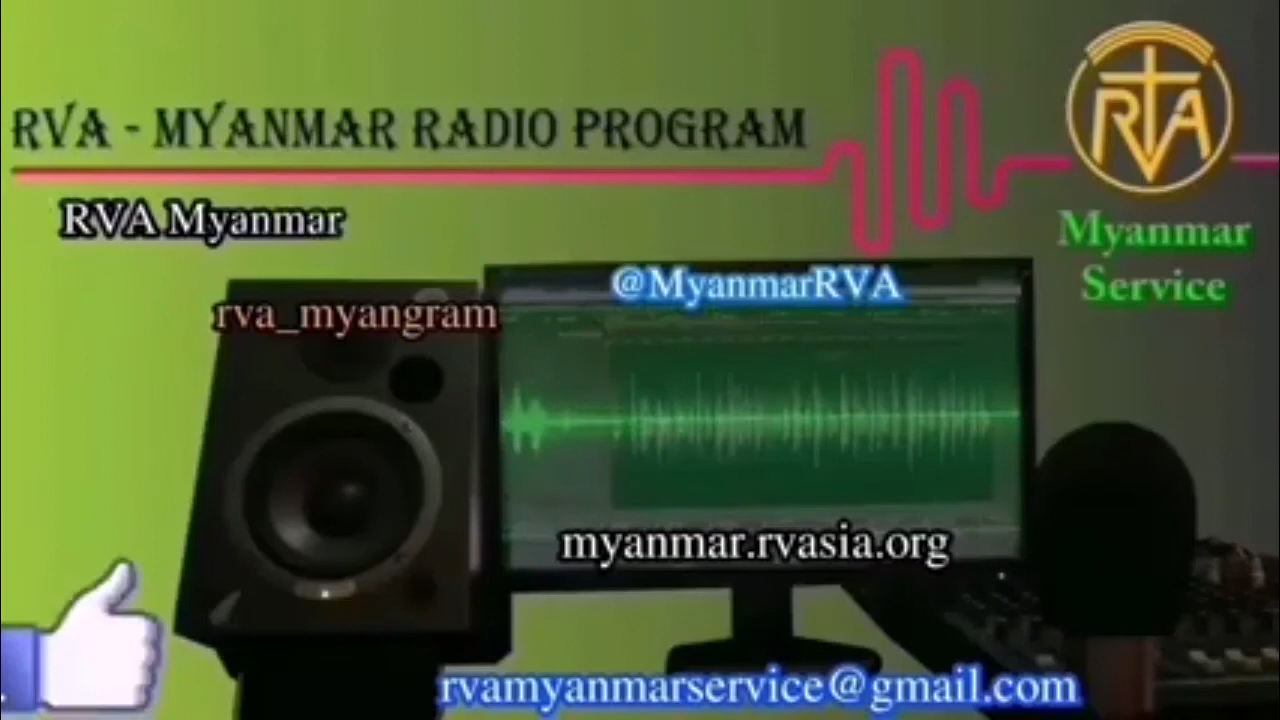 RVA - MYANMAR RADIO PROGRAM
RVA
RVA Myanmar
Myanmar
Service
@MyanmarRVA
rva_myangram
myanmar.rvasia.org
rvamyanmarservice@gmail.com